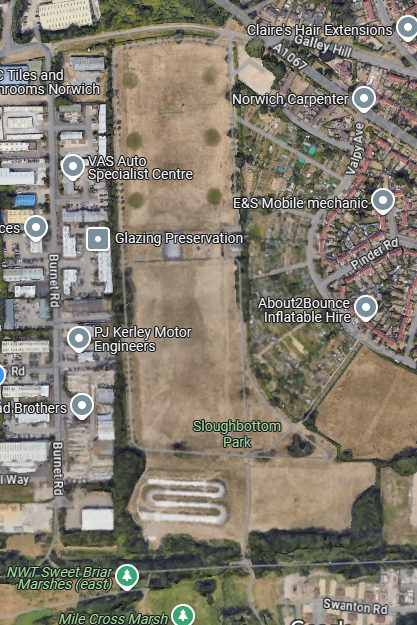 Claire's Hair Extensions
Galley Hill
A1067
C Tiles and
hrooms Norwich
Norwich Carpenter
Valpy Ave
VAS Auto
Specialist Centre
E&S Mobile mechanic
ces
Glazing Preservation
Pinder Rd
Burnet Rd
About2Bounce
Inflatable Hire
PJ Kerley Motor
Engineers
Rd
ad Brothers
Sloughbottom
Park
Burnet Rd
l Way
NWT Sweet Briar
Marshes (east)
Swanton Rd
Mile Cross Marsh